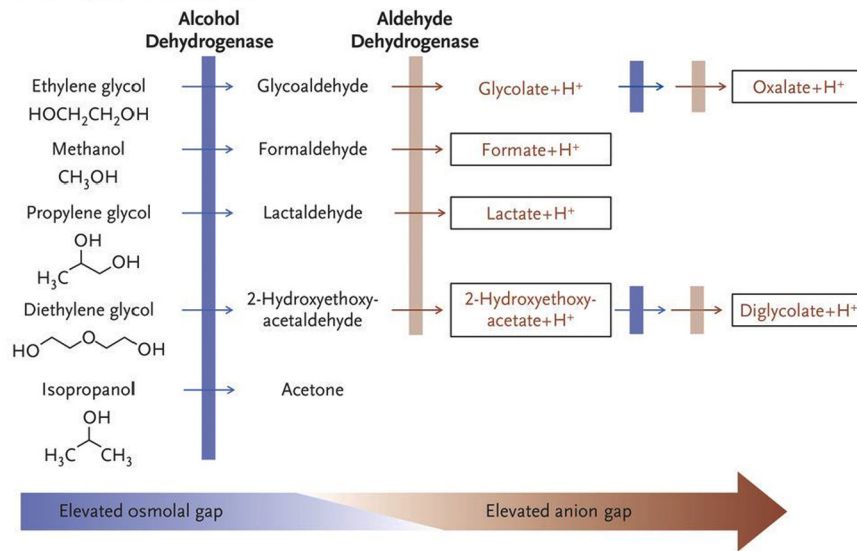 Alcohol
Dehydrogenase
Aldehyde
Dehydrogenase
Ethylene glycol
HOCH₂CH₂OH
Glycoaldehyde
Glycolate+H⁺
Oxalate+H⁺
Methanol
CH₃OH
Formaldehyde
Formate+H⁺
Propylene glycol
OH
OH
H₃C
Lactaldehyde
Lactate+H⁺
Diethylene glycol
HO
O
OH
2-Hydroxyethoxy-
acetaldehyde
2-Hydroxyethoxy-
acetate+H⁺
Diglycolate+H⁺
Isopropanol
OH
H₃C
CH₃
Acetone
Elevated osmolal gap
Elevated anion gap